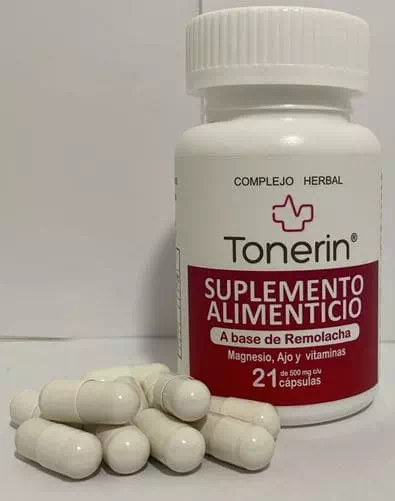 COMPLEJO HERBAL
Tonerin®
SUPLEMENTO
ALIMENTICIO
A base de Remolacha
Magnesio, Ajo y vitaminas
21 de 500 mg c/u
cápsulas